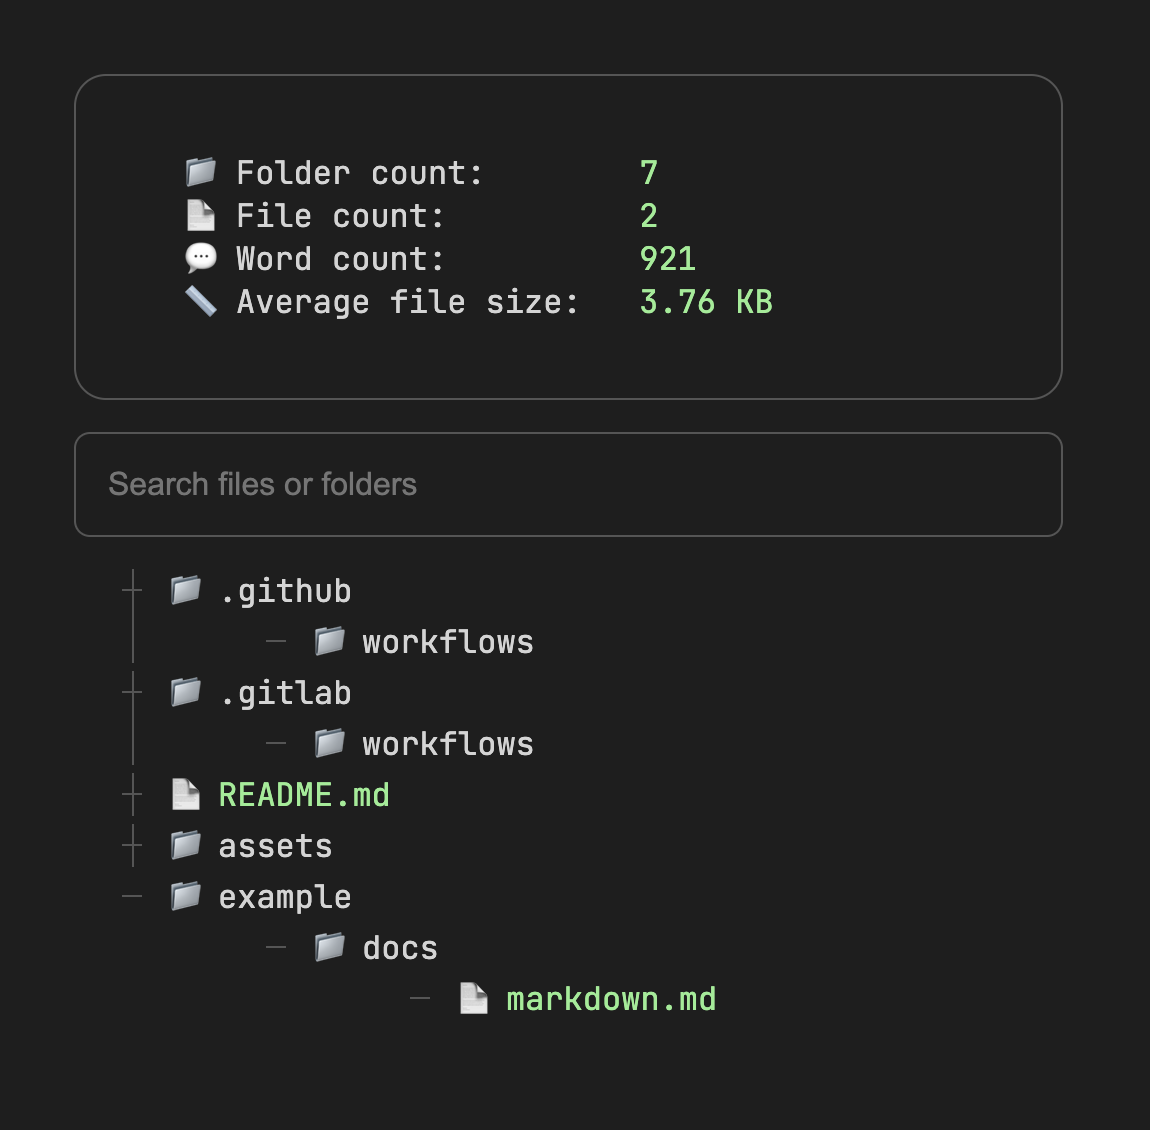 Folder count: 7
File count: 2
Word count: 921
Average file size: 3.76 KB
Search files or folders
.github
workflows
.gitlab
workflows
README.md
assets
example
docs
markdown.md